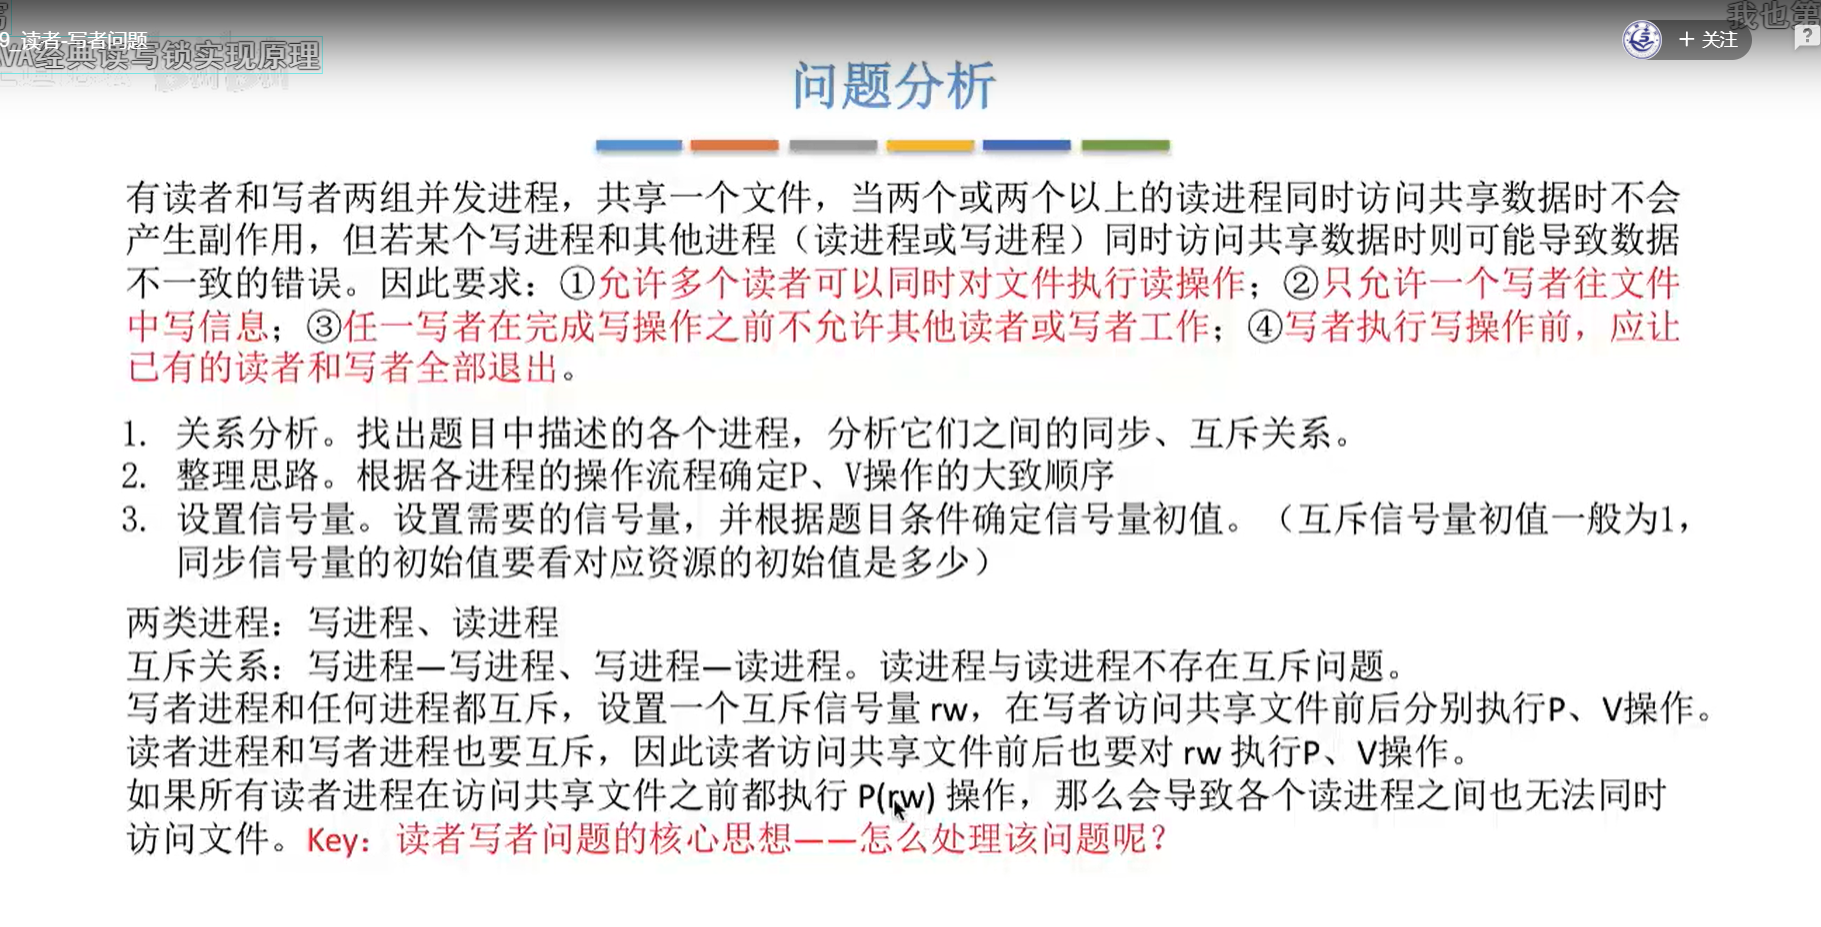 9_读者-写者问题
我也第
VA经典读写锁实现原理
+ 关注
?
问题分析
有读者和写者两组并发进程，共享一个文件，当两个或两个以上的读进程同时访问共享数据时不会
产生副作用，但若某个写进程和其他进程（读进程或写进程）同时访问共享数据时则可能导致数据
不一致的错误。因此要求：①允许多个读者可以同时对文件执行读操作；②只允许一个写者往文件
中写信息；③任一写者在完成写操作之前不允许其他读者或写者工作；④写者执行写操作前，应让
已有的读者和写者全部退出。
1. 关系分析。找出题目中描述的各个进程，分析它们之间的同步、互斥关系。
2. 整理思路。根据各进程的操作流程确定P、V操作的大致顺序
3. 设置信号量。设置需要的信号量，并根据题目条件确定信号量初值。（互斥信号量初值一般为1，
同步信号量的初始值要看对应资源的初始值是多少）
两类进程：写进程、读进程
互斥关系：写进程—写进程、写进程—读进程。读进程与读进程不存在互斥问题。
写者进程和任何进程都互斥，设置一个互斥信号量 rw，在写者访问共享文件前后分别执行P、V操作。
读者进程和写者进程也要互斥，因此读者访问共享文件前后也要对 rw 执行P、V操作。
如果所有读者进程在访问共享文件之前都执行 P(rw) 操作，那么会导致各个读进程之间也无法同时
访问文件。Key：读者写者问题的核心思想——怎么处理该问题呢？